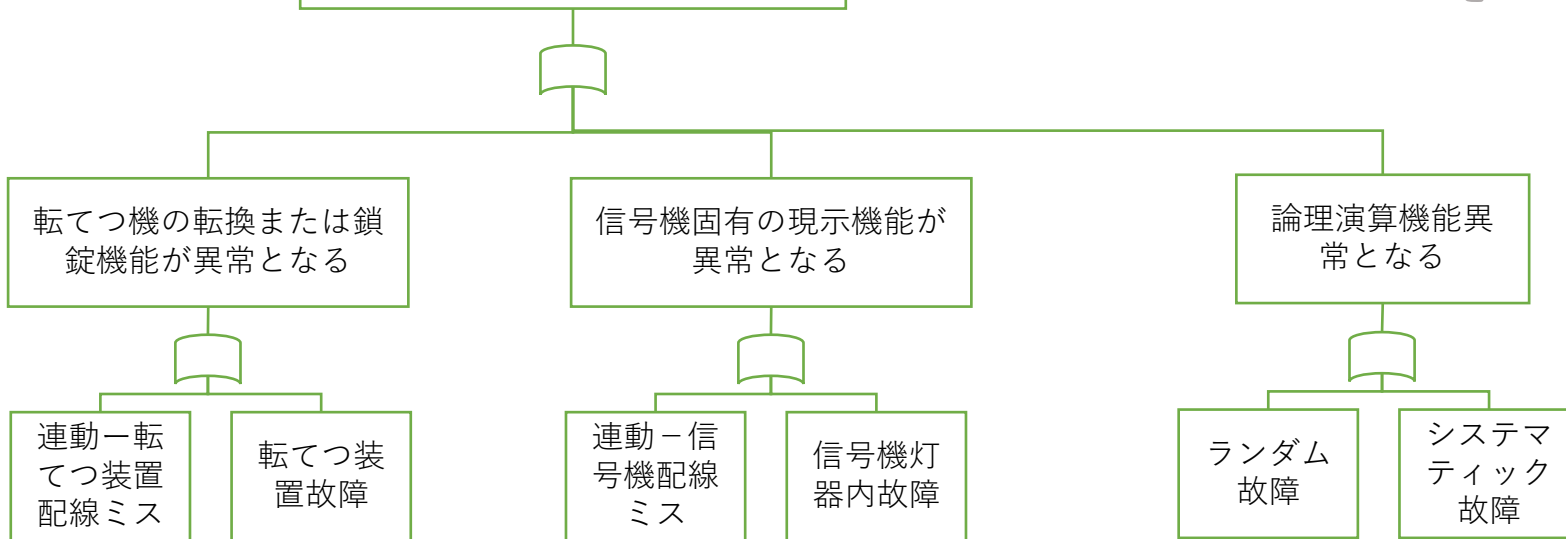 転てつ機の転換または鎖
錠機能が異常となる
信号機固有の現示機能が
異常となる
論理演算機能異
常となる
連動ー転
てつ装置
配線ミス
転てつ装
置故障
連動－信
号機配線
ミス
信号機灯
器内故障
ランダム
故障
システマ
ティック
故障